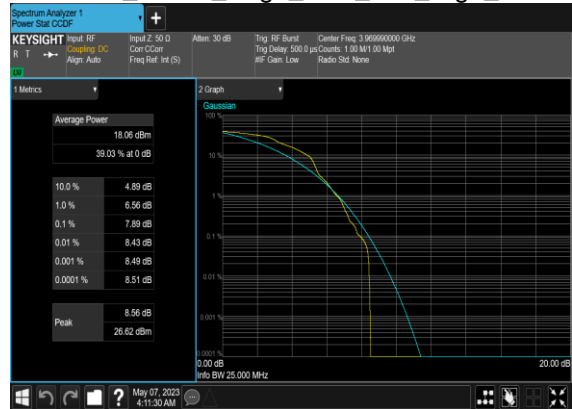 Spectrum Analyzer 1
Power Stat CCDF
KEYSIGHT
R T
Input: RF
Coupling: DC
Align: Auto
Input Z: 50 Ω
Corr CCorr
Freq Ref: Int (S)
Atten: 30 dB
Trig: RF Burst
Trig Delay: 500.0 µs
#IF Gain: Low
Center Freq: 3.969990000 GHz
Counts: 1.00 M/1.00 Mpt
Radio Std: None
1 Metrics
Average Power
18.06 dBm
39.03 % at 0 dB
10.0 % 4.89 dB
1.0 % 6.56 dB
0.1 % 7.89 dB
0.01 % 8.43 dB
0.001 % 8.49 dB
0.0001 % 8.51 dB
Peak
8.56 dB
26.62 dBm
2 Graph
Gaussian
100 %
10 %
1 %
0.1 %
0.01 %
0.001 %
0.0001 %
0.00 dB
20.00 dB
Info BW 25.000 MHz
?
May 07, 2023
4:11:30 AM